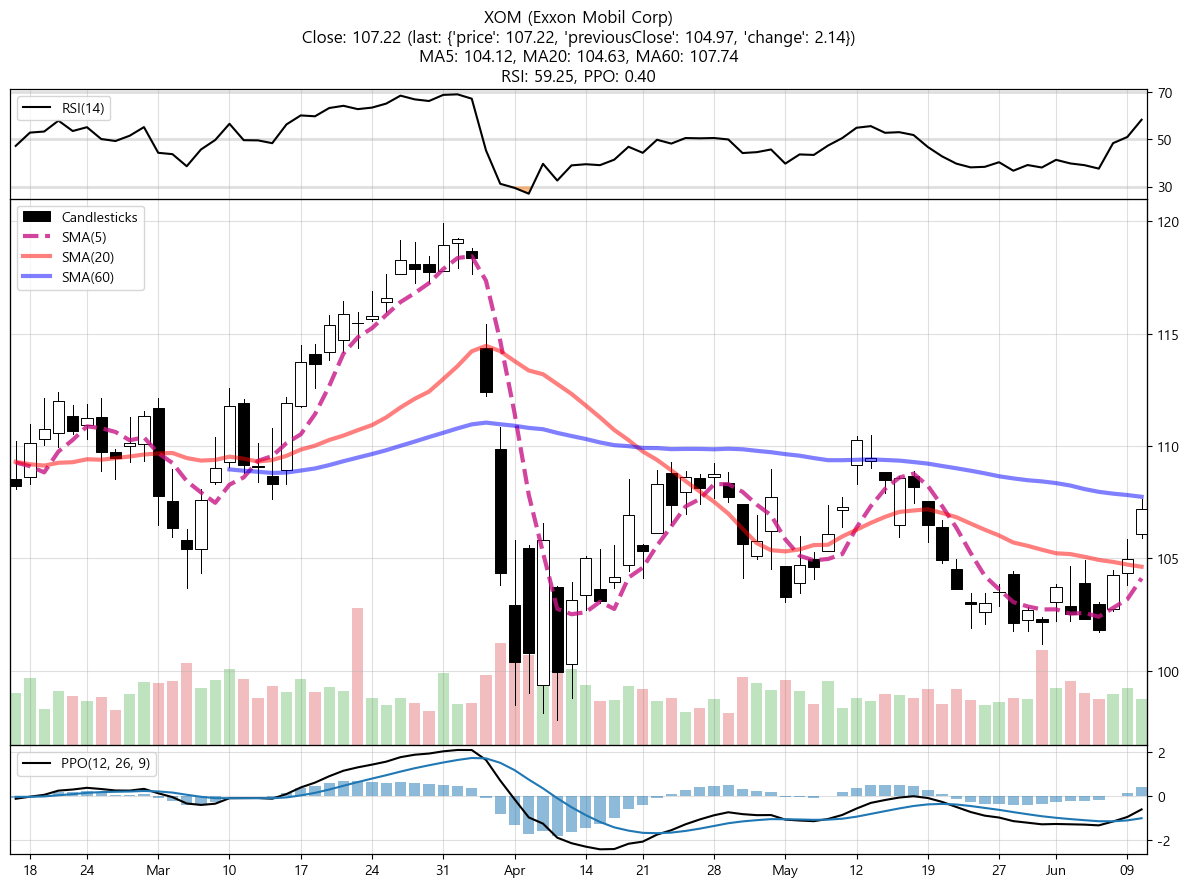 XOM (Exxon Mobil Corp)
Close: 107.22 (last: {'price': 107.22, 'previousClose': 104.97, 'change': 2.14})
MA5: 104.12, MA20: 104.63, MA60: 107.74
RSI: 59.25, PPO: 0.40
RSI(14)
70
50
30
Candlesticks
SMA(5)
SMA(20)
SMA(60)
120
115
110
105
100
PPO(12, 26, 9)
2
0
-2
18 24 Mar 10 17 24 31 Apr 14 21 28 May 12 19 27 Jun 09